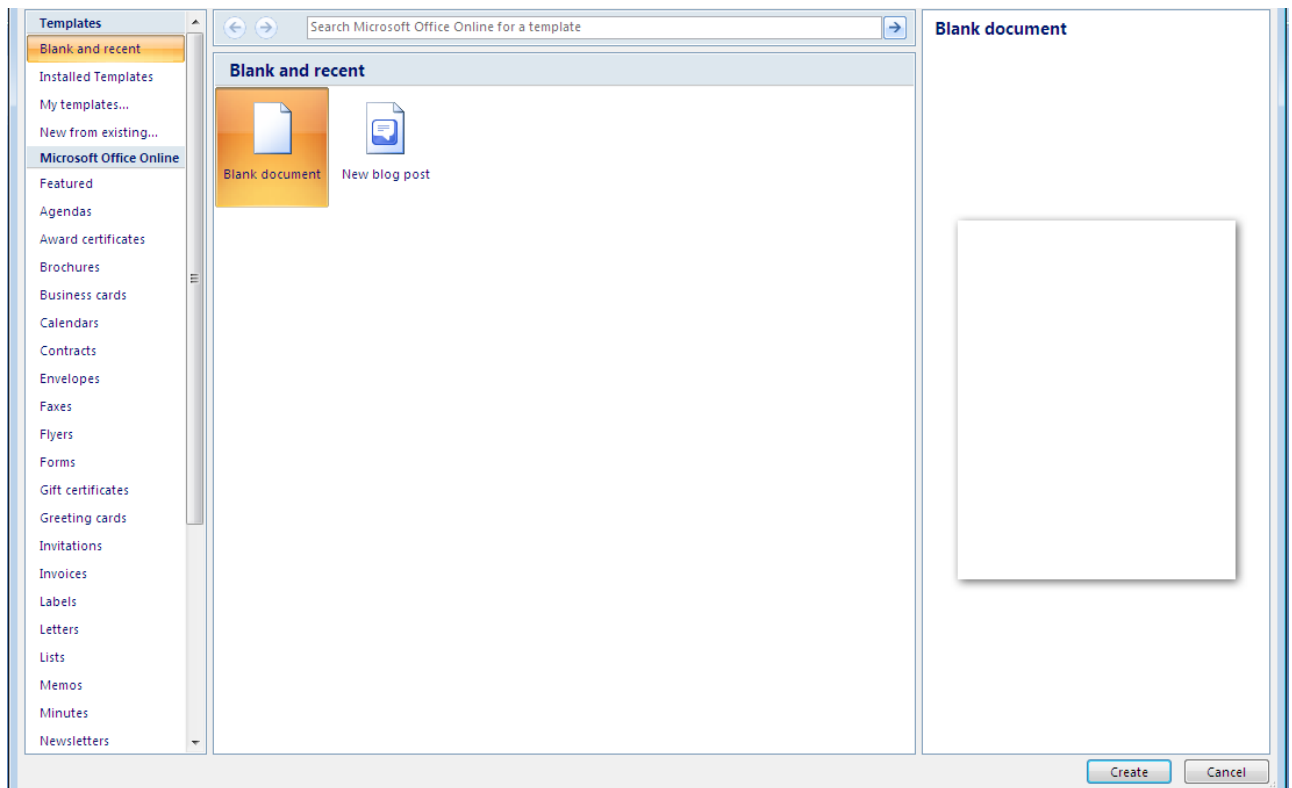 Templates
Blank and recent
Installed Templates
My templates...
New from existing...
Microsoft Office Online
Featured
Agendas
Award certificates
Brochures
Business cards
Calendars
Contracts
Envelopes
Faxes
Flyers
Forms
Gift certificates
Greeting cards
Invitations
Invoices
Labels
Letters
Lists
Memos
Minutes
Newsletters
Search Microsoft Office Online for a template
Blank and recent
Blank document
New blog post
Blank document
Create
Cancel